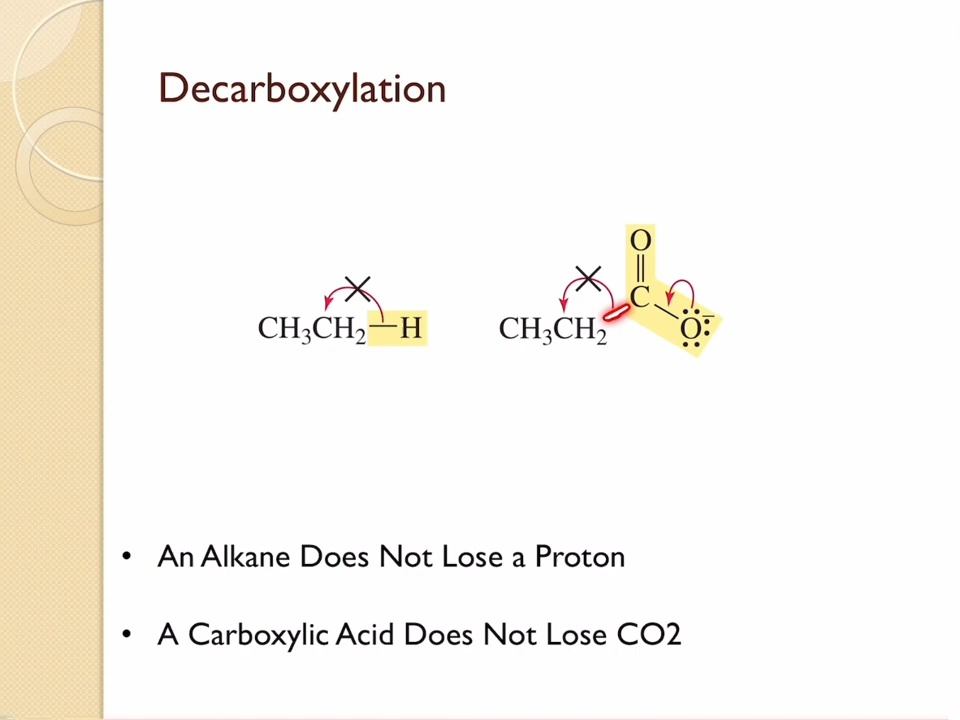 Decarboxylation
O
C
CH₃CH₂—H
CH₃CH₂
O⁻
• An Alkane Does Not Lose a Proton
• A Carboxylic Acid Does Not Lose CO2